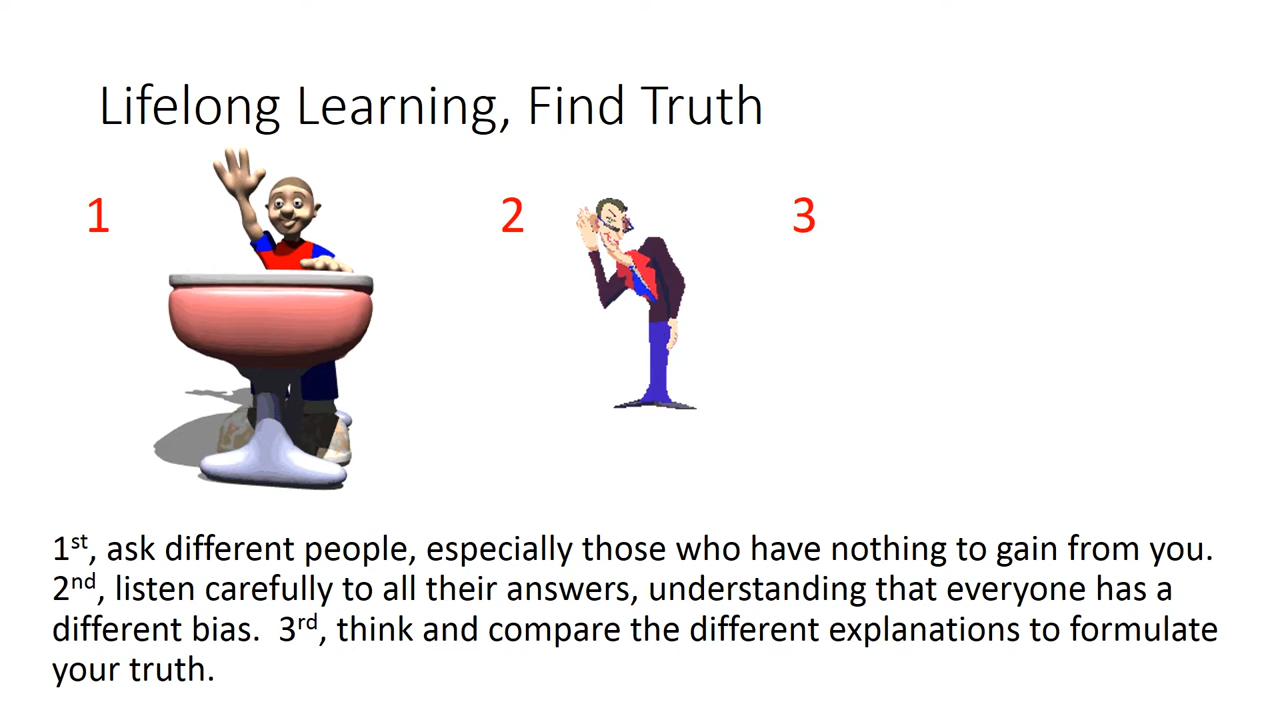 Lifelong Learning, Find Truth
1 2 3
1st, ask different people, especially those who have nothing to gain from you.
2nd, listen carefully to all their answers, understanding that everyone has a
different bias.  3rd, think and compare the different explanations to formulate
your truth.